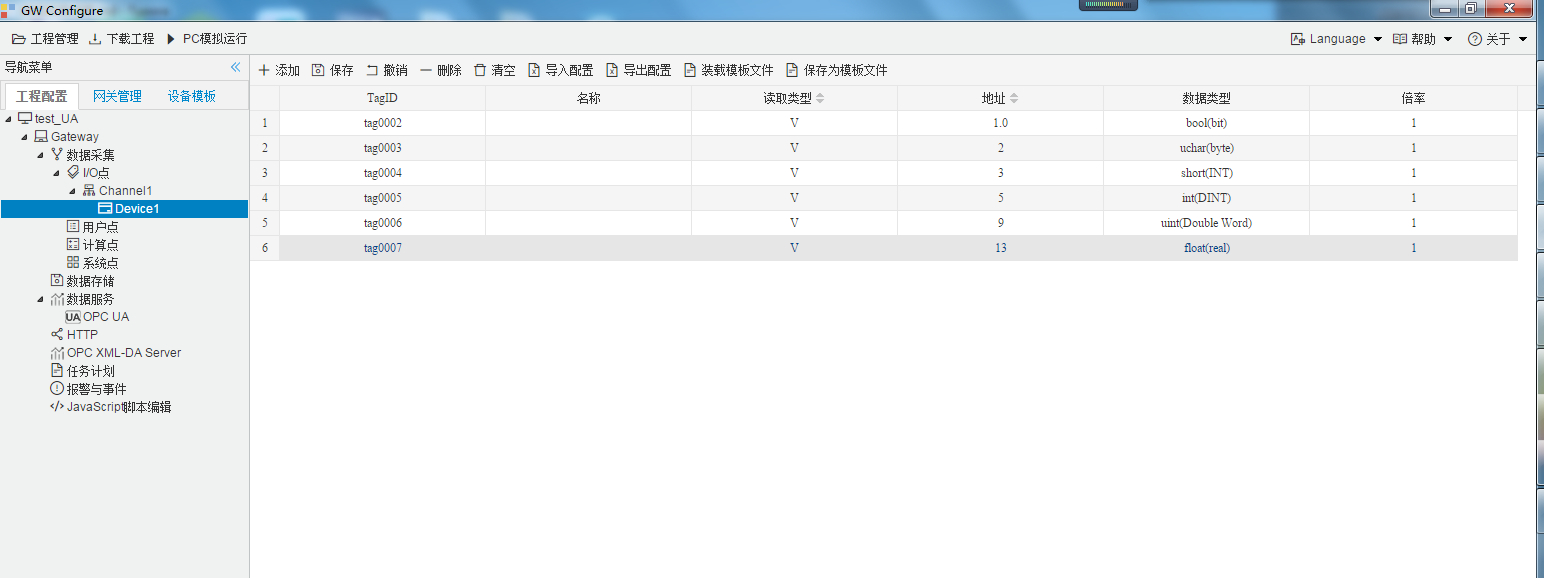 GW Configure
工程管理 下载工程 PC模拟运行 Language 帮助 关于
导航菜单
添加 保存 撤销 删除 清空 导入配置 导出配置 装载模板文件 保存为模板文件
工程配置 网关管理 设备模板
TagID 名称 读取类型 地址 数据类型 倍率
1 tag0002 V 1.0 bool(bit) 1
2 tag0003 V 2 uchar(byte) 1
3 tag0004 V 3 short(INT) 1
4 tag0005 V 5 int(DINT) 1
5 tag0006 V 9 uint(Double Word) 1
6 tag0007 V 13 float(real) 1
test_UA
Gateway
数据采集
I/O点
Channel1
Device1
用户点
计算点
系统点
数据存储
数据服务
UA OPC UA
HTTP
OPC XML-DA Server
任务计划
报警与事件
JavaScript脚本编辑